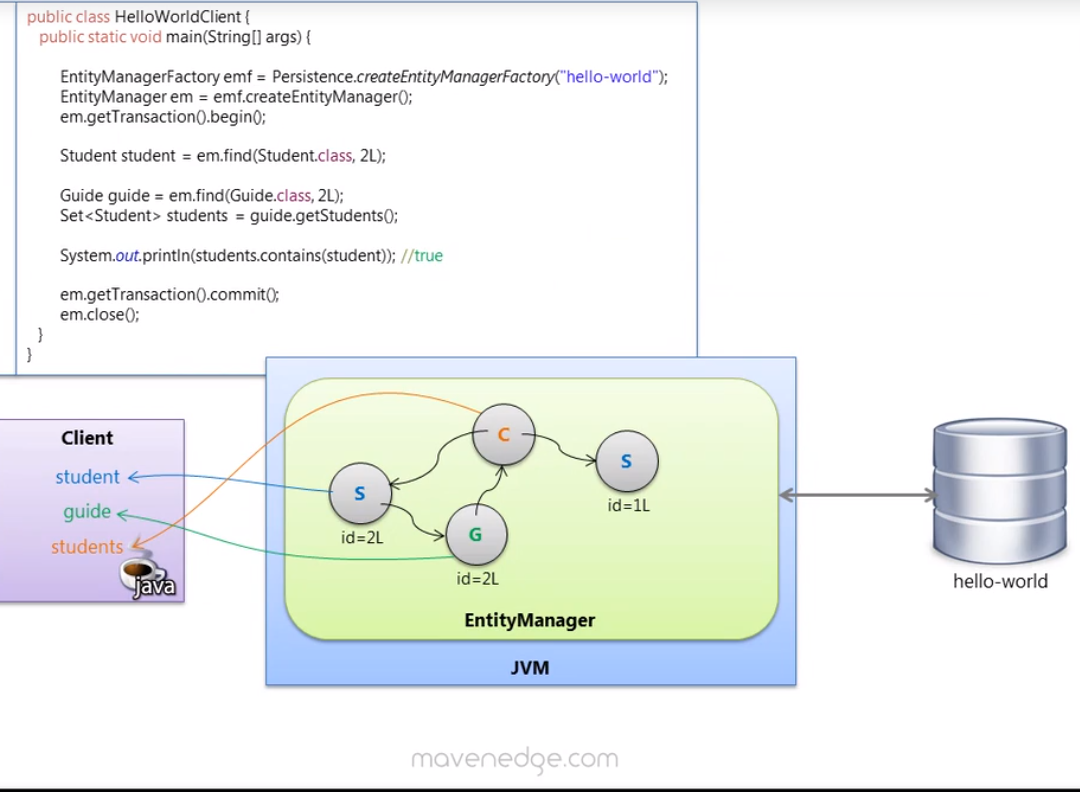 public class HelloWorldClient {
public static void main(String[] args) {
EntityManagerFactory emf = Persistence.createEntityManagerFactory("hello-world");
EntityManager em = emf.createEntityManager();
em.getTransaction().begin();
Student student = em.find(Student.class, 2L);
Guide guide = em.find(Guide.class, 2L);
Set<Student> students = guide.getStudents();
System.out.println(students.contains(student)); //true
em.getTransaction().commit();
em.close();
}
}
Client
student
guide
students
java
C
S
id=1L
S
id=2L
G
id=2L
EntityManager
JVM
hello-world
mavenedge.com